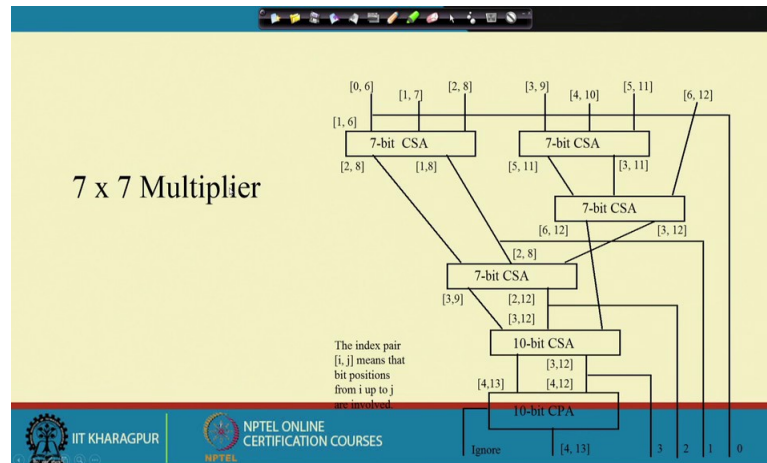 [0, 6]
[1, 7]
[2, 8]
[3, 9]
[4, 10]
[5, 11]
[6, 12]
[1, 6]
7-bit CSA
7-bit CSA
[2, 8]
[1,8]
[5, 11]
[3, 11]
7 x 7 Multiplier
7-bit CSA
[6, 12]
[3, 12]
[2, 8]
7-bit CSA
[3,9]
[2,12]
[3,12]
10-bit CSA
The index pair
[i, j] means that
bit positions
from i up to j
are involved.
[3,12]
[4,13]
[4,12]
10-bit CPA
Ignore
[4, 13]
3
2
1
0
IIT KHARAGPUR
NPTEL
NPTEL ONLINE
CERTIFICATION COURSES